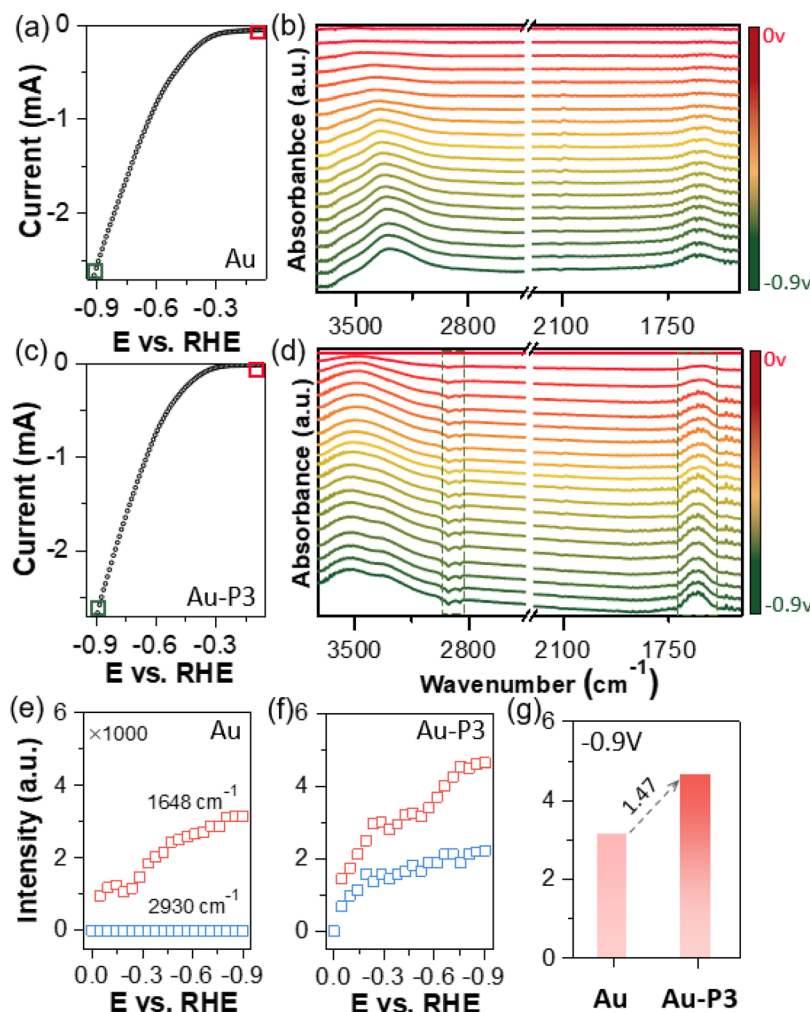 (a)
Current (mA)
0
-1
-2
Au
-0.9 -0.6 -0.3
E vs. RHE
(b)
Absorbanbce (a.u.)
3500 2800 2100 1750
0v
-0.9v
(c)
Current (mA)
0
-1
-2
Au-P3
-0.9 -0.6 -0.3
E vs. RHE
(d)
Absorbance (a.u.)
3500 2800 2100 1750
Wavenumber (cm⁻¹)
0v
-0.9v
(e)
Intensity (a.u.)
6
4
2
0
×1000
Au
1648 cm⁻¹
2930 cm⁻¹
0.0 -0.3 -0.6 -0.9
E vs. RHE
(f)
Au-P3
6
4
2
0
0.0 -0.3 -0.6 -0.9
E vs. RHE
(g)
6
4
2
0
-0.9V
1.47
Au Au-P3